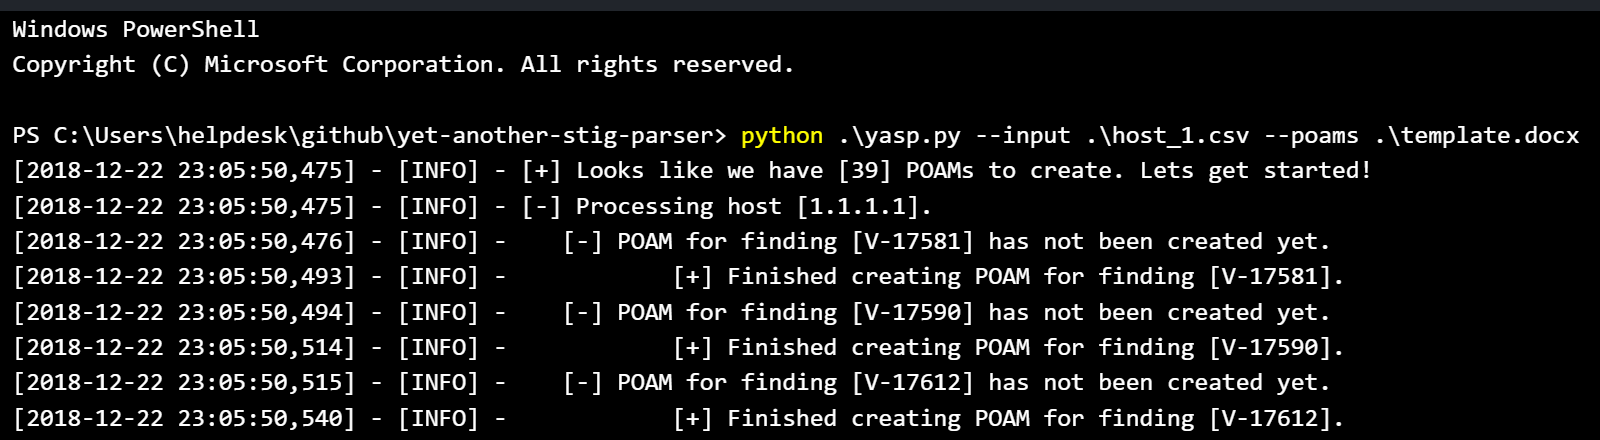 Windows PowerShell
Copyright (C) Microsoft Corporation. All rights reserved.
PS C:\Users\helpdesk\github\yet-another-stig-parser> python .\yasp.py --input .\host_1.csv --poams .\template.docx
[2018-12-22 23:05:50,475] - [INFO] - [+] Looks like we have [39] POAMs to create. Lets get started!
[2018-12-22 23:05:50,475] - [INFO] - [-] Processing host [1.1.1.1].
[2018-12-22 23:05:50,476] - [INFO] -    [-] POAM for finding [V-17581] has not been created yet.
[2018-12-22 23:05:50,493] - [INFO] -            [+] Finished creating POAM for finding [V-17581].
[2018-12-22 23:05:50,494] - [INFO] -    [-] POAM for finding [V-17590] has not been created yet.
[2018-12-22 23:05:50,514] - [INFO] -            [+] Finished creating POAM for finding [V-17590].
[2018-12-22 23:05:50,515] - [INFO] -    [-] POAM for finding [V-17612] has not been created yet.
[2018-12-22 23:05:50,540] - [INFO] -            [+] Finished creating POAM for finding [V-17612].